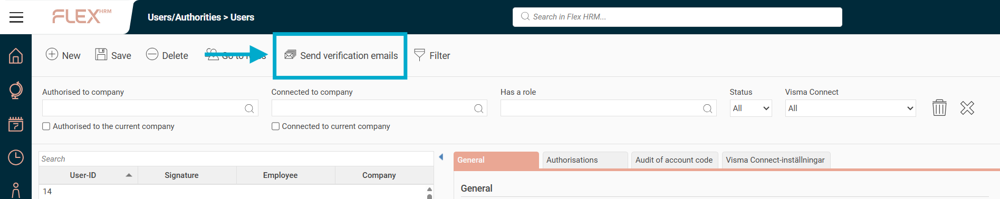 FLEX HRM
Users/Authorities > Users
Search in Flex HRM...
New Save Delete Go to roles Send verification emails Filter
Authorised to company Connected to company Has a role Status Visma Connect
All All
Authorised to the current company Connected to current company
7
Search
General Authorisations Audit of account code Visma Connect-inställningar
User-ID Signature Employee Company
General
14